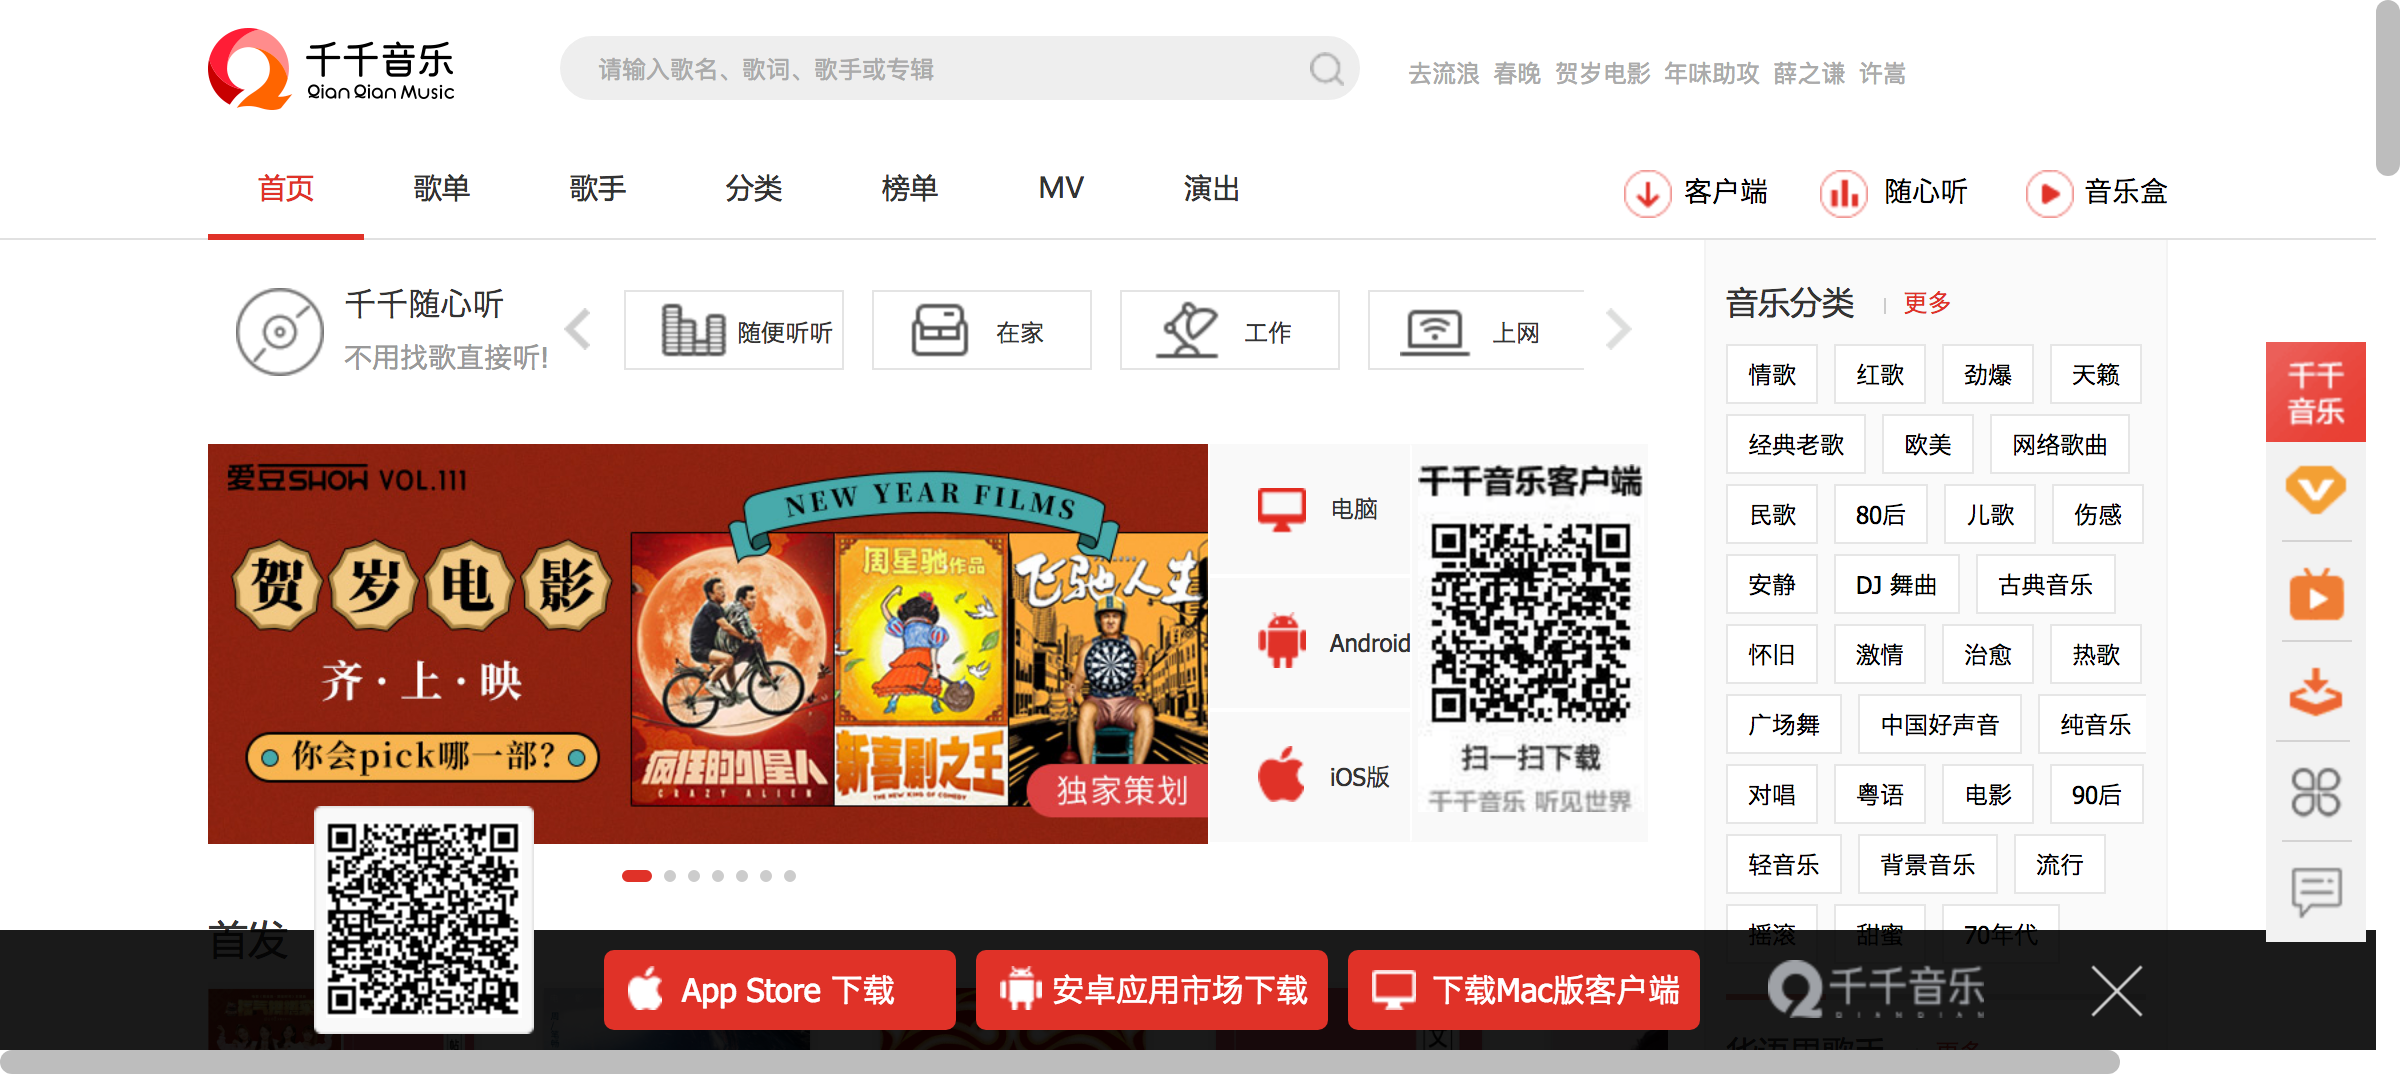 千千音乐
Qian Qian Music
请输入歌名、歌词、歌手或专辑
去流浪 春晚 贺岁电影 年味助攻 薛之谦 许嵩
首页 歌单 歌手 分类 榜单 MV 演出
客户端 随心听 音乐盒
千千随心听
不用找歌直接听!
随便听听 在家 工作 上网
音乐分类 更多
情歌 红歌 劲爆 天籁
经典老歌 欧美 网络歌曲
民歌 80后 儿歌 伤感
安静 DJ 舞曲 古典音乐
怀旧 激情 治愈 热歌
广场舞 中国好声音 纯音乐
对唱 粤语 电影 90后
轻音乐 背景音乐 流行
摇滚 甜蜜 70年代
千千
音乐
爱豆SHOW VOL.111
NEW YEAR FILMS
贺岁电影
齐·上·映
你会pick哪一部?
疯狂的外星人
CRAZY ALIEN
周星驰作品
新喜剧之王
THE NEW KING OF COMEDY
飞驰人生
独家策划
电脑
Android
iOS版
千千音乐客户端
扫一扫下载
千千音乐 听见世界
首发
App Store 下载
安卓应用市场下载
下载Mac版客户端
千千音乐
QIANQIAN
更多